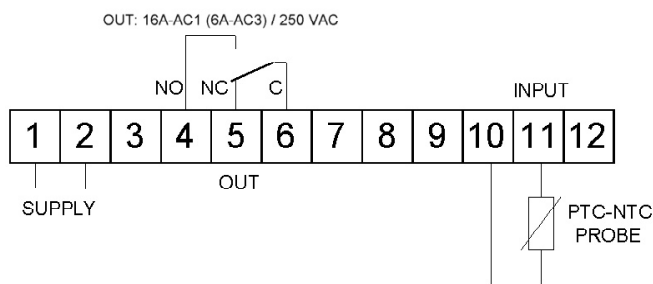 OUT: 16A-AC1 (6A-AC3) / 250 VAC
NO NC C INPUT
1 2 3 4 5 6 7 8 9 10 11 12
SUPPLY OUT
PTC-NTC
PROBE